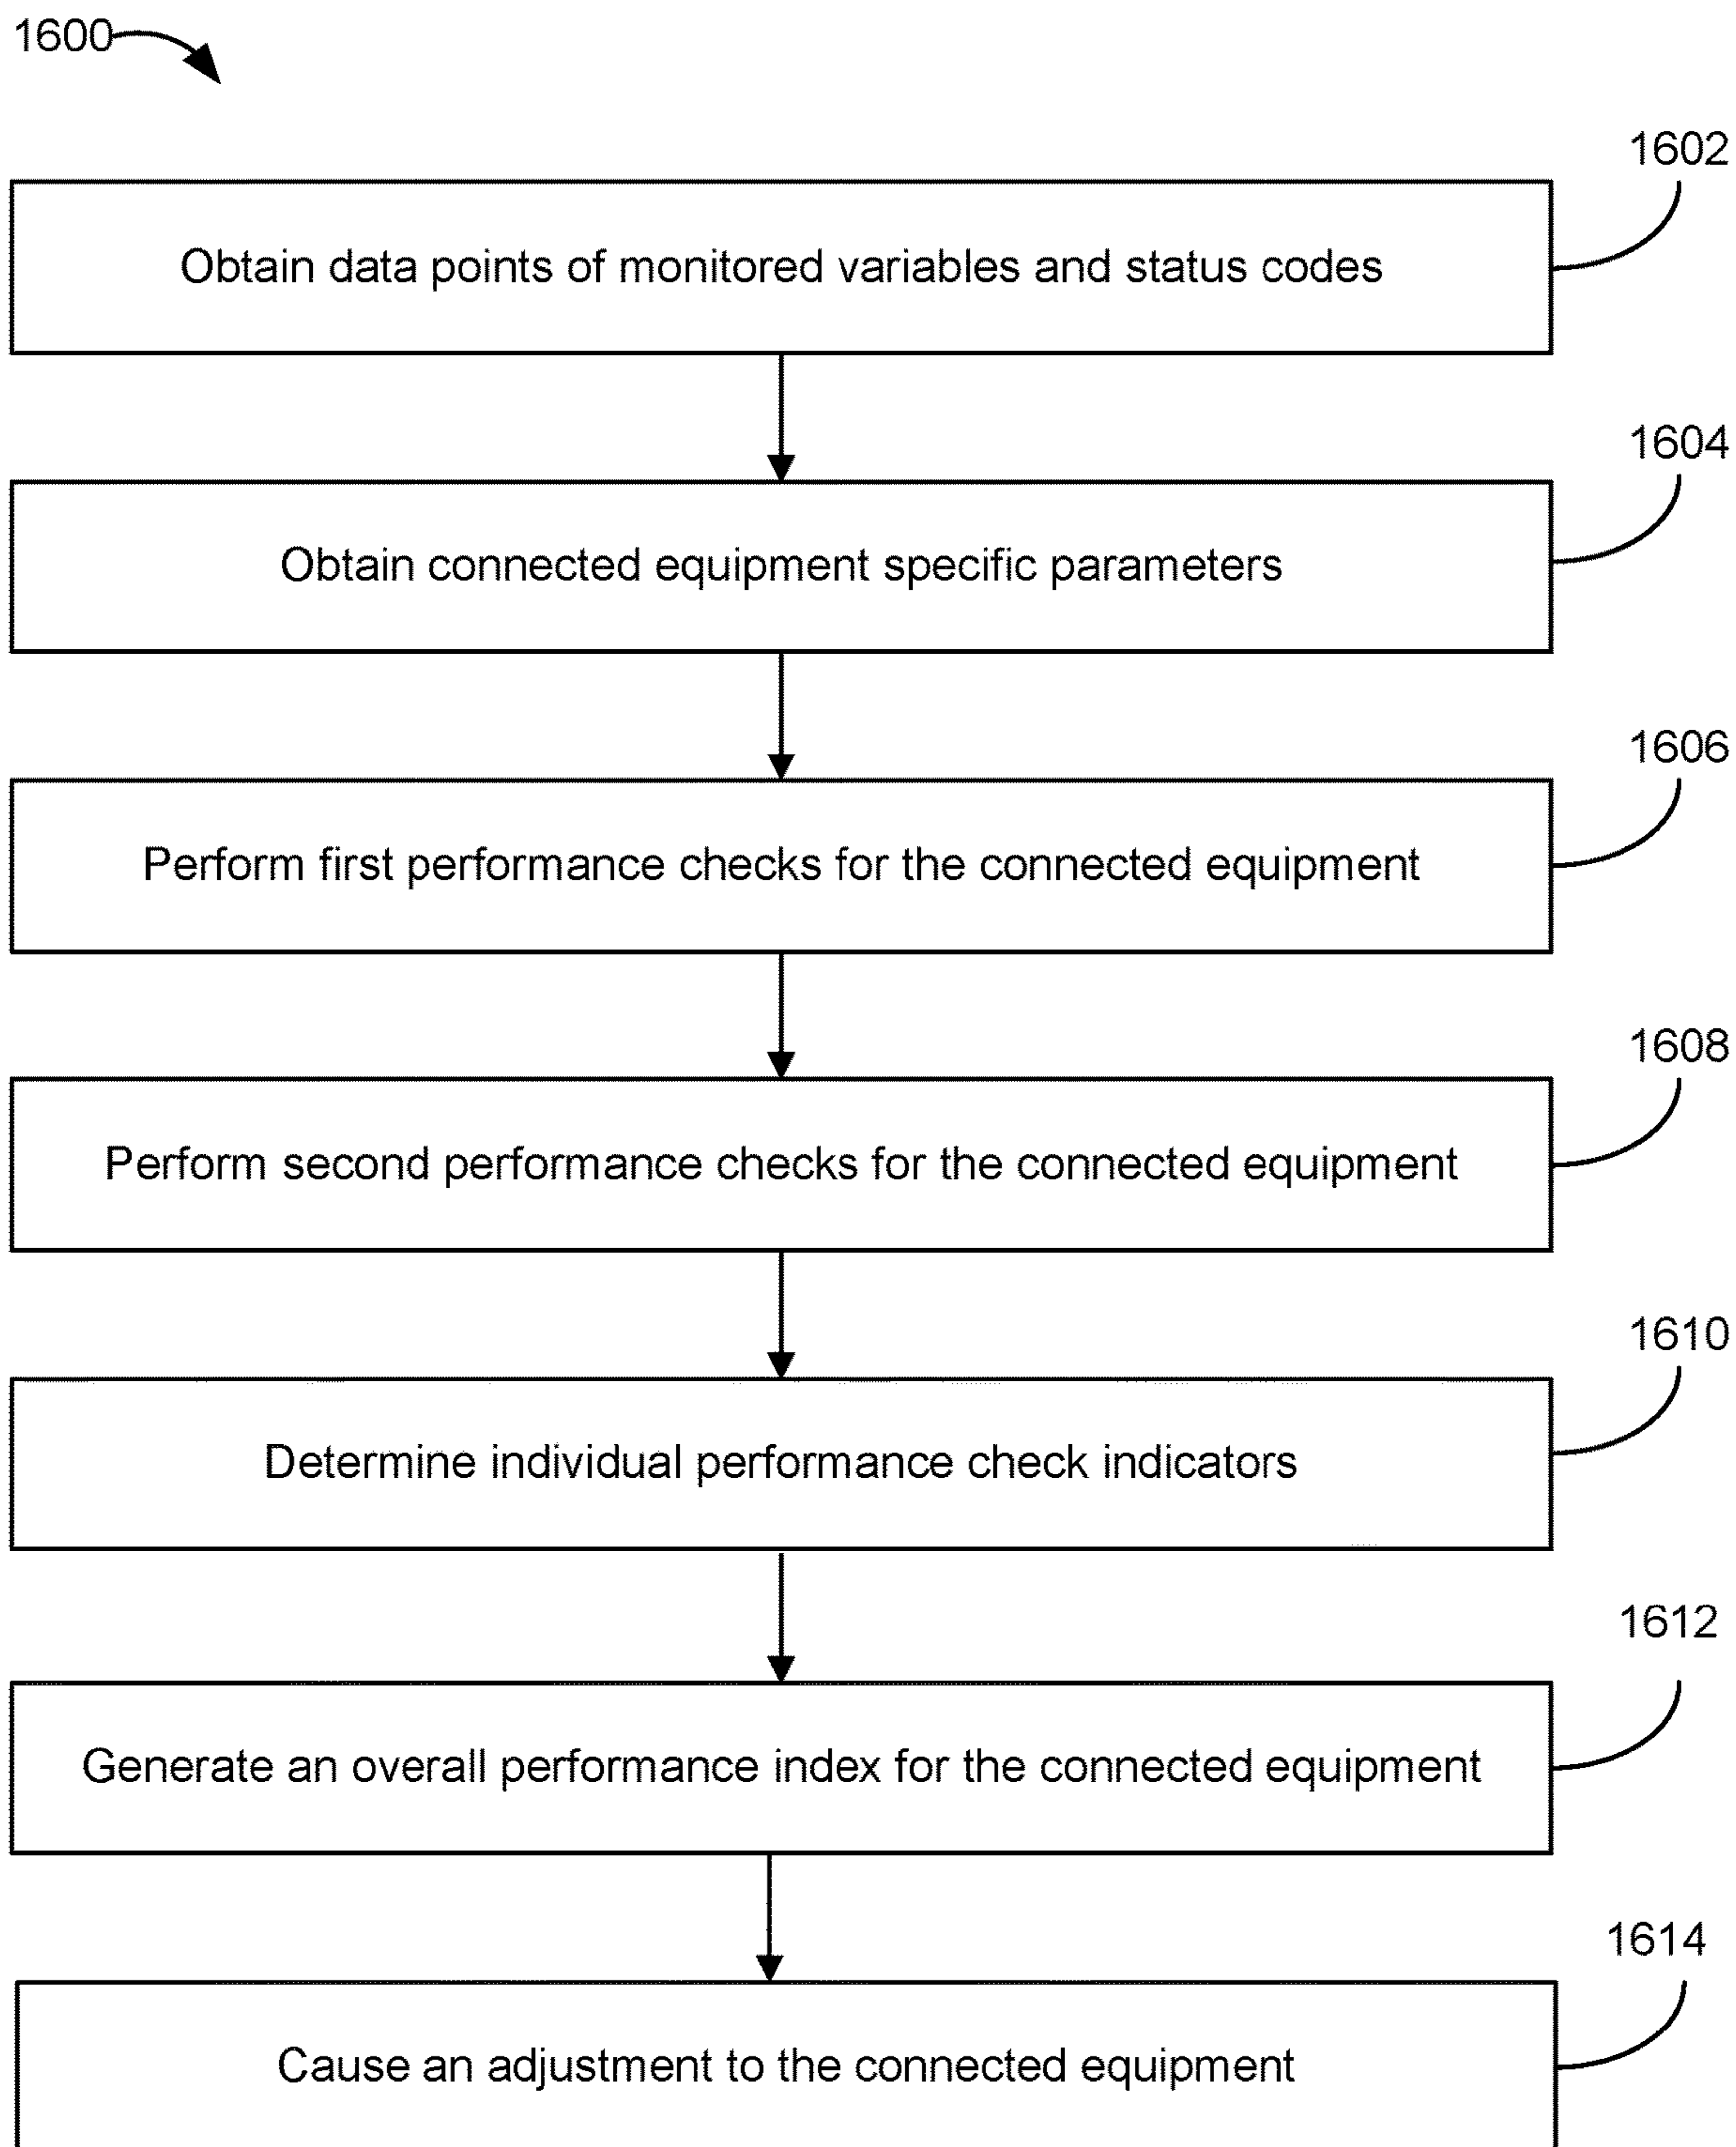 1600
1602
Obtain data points of monitored variables and status codes
1604
Obtain connected equipment specific parameters
1606
Perform first performance checks for the connected equipment
1608
Perform second performance checks for the connected equipment
1610
Determine individual performance check indicators
1612
Generate an overall performance index for the connected equipment
1614
Cause an adjustment to the connected equipment